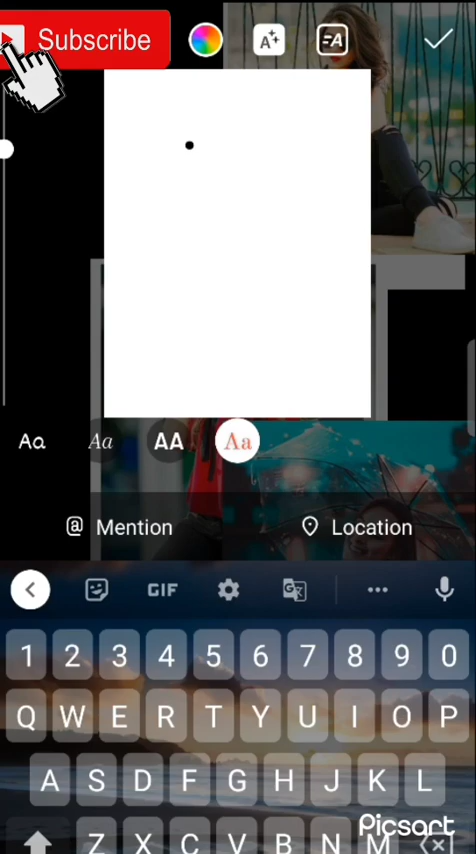 Subscribe
A
A
Aa Aa AA Aa
@ Mention Location
GIF G
1 2 3 4 5 6 7 8 9 0
Q W E R T Y U I O P
A S D F G H J K L
Z X C V B N M
Picsart